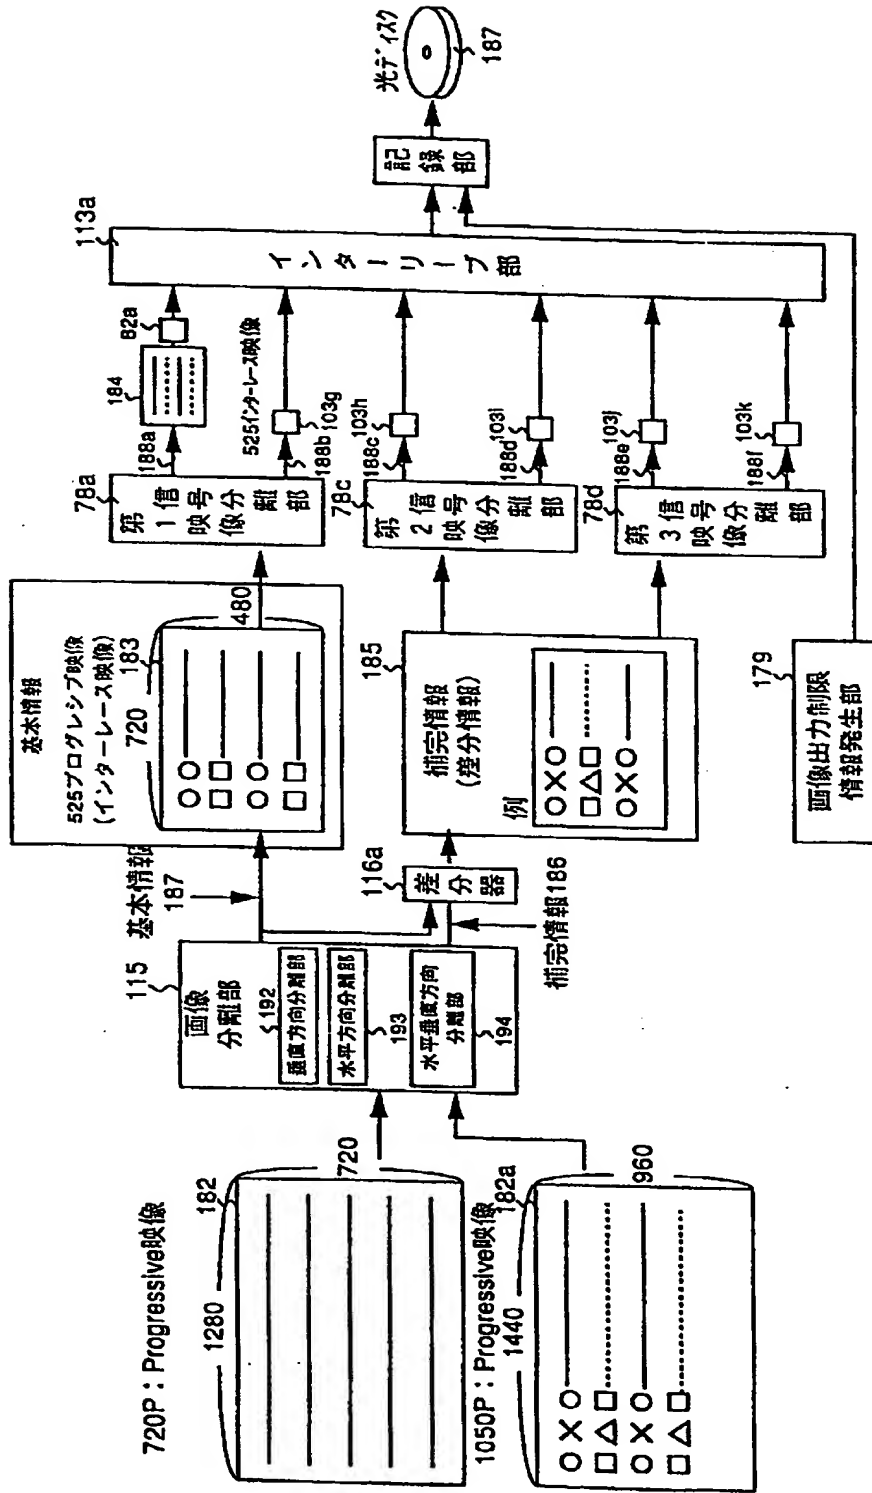 720P：Progressive映像
1280
182
720
1050P：Progressive映像
1440
182a
960
115
画像
分離部
192
垂直方向分離部
水平方向分離部
193
水平垂直方向
分離部
194
基本情報
187
補完情報186
116a
差分器
基本情報
525プログレシブ映像
(インターレース映像)
720
183
480
185
補完情報
(差分情報)
例
179
画像出力制限
情報発生部
78a
第1映像信号分離部
78c
第2映像信号分離部
78d
第3映像信号分離部
188a
184
82a
525インターレース映像
188b
103g
188c
103h
188d
103i
188e
103j
188f
103k
113a
インターリーブ部
記録部
光ディスク
187